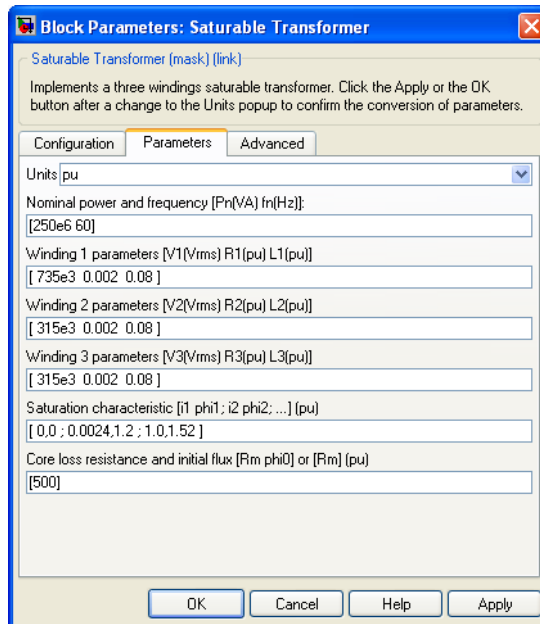 Block Parameters: Saturable Transformer
Saturable Transformer (mask) (link)
Implements a three windings saturable transformer. Click the Apply or the OK
button after a change to the Units popup to confirm the conversion of parameters.
Configuration Parameters Advanced
Units pu
Nominal power and frequency [Pn(VA) fn(Hz)]:
[250e6 60]
Winding 1 parameters [V1(Vrms) R1(pu) L1(pu)]
[ 735e3 0.002 0.08 ]
Winding 2 parameters [V2(Vrms) R2(pu) L2(pu)]
[ 315e3 0.002 0.08 ]
Winding 3 parameters [V3(Vrms) R3(pu) L3(pu)]
[ 315e3 0.002 0.08 ]
Saturation characteristic [i1 phi1; i2 phi2; ...] (pu)
[ 0,0 ; 0.0024,1.2 ; 1.0,1.52 ]
Core loss resistance and initial flux [Rm phi0] or [Rm] (pu)
[500]
OK Cancel Help Apply